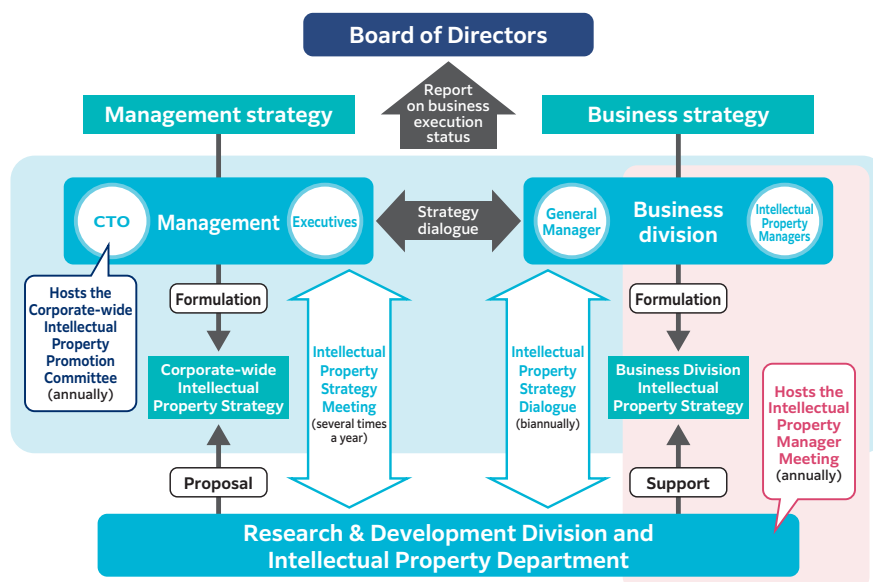 Board of Directors
Report
on business
execution
status
Management strategy
Business strategy
CTO
Management
Executives
Strategy
dialogue
General
Manager
Business
division
Intellectual
Property
Managers
Hosts the
Corporate-wide
Intellectual
Property
Promotion
Committee
(annually)
Formulation
Formulation
Corporate-wide
Intellectual
Property Strategy
Intellectual
Property
Strategy
Meeting
(several times
a year)
Intellectual
Property
Strategy
Dialogue
(biannually)
Business Division
Intellectual
Property Strategy
Hosts the
Intellectual
Property
Manager
Meeting
(annually)
Proposal
Support
Research & Development Division and
Intellectual Property Department